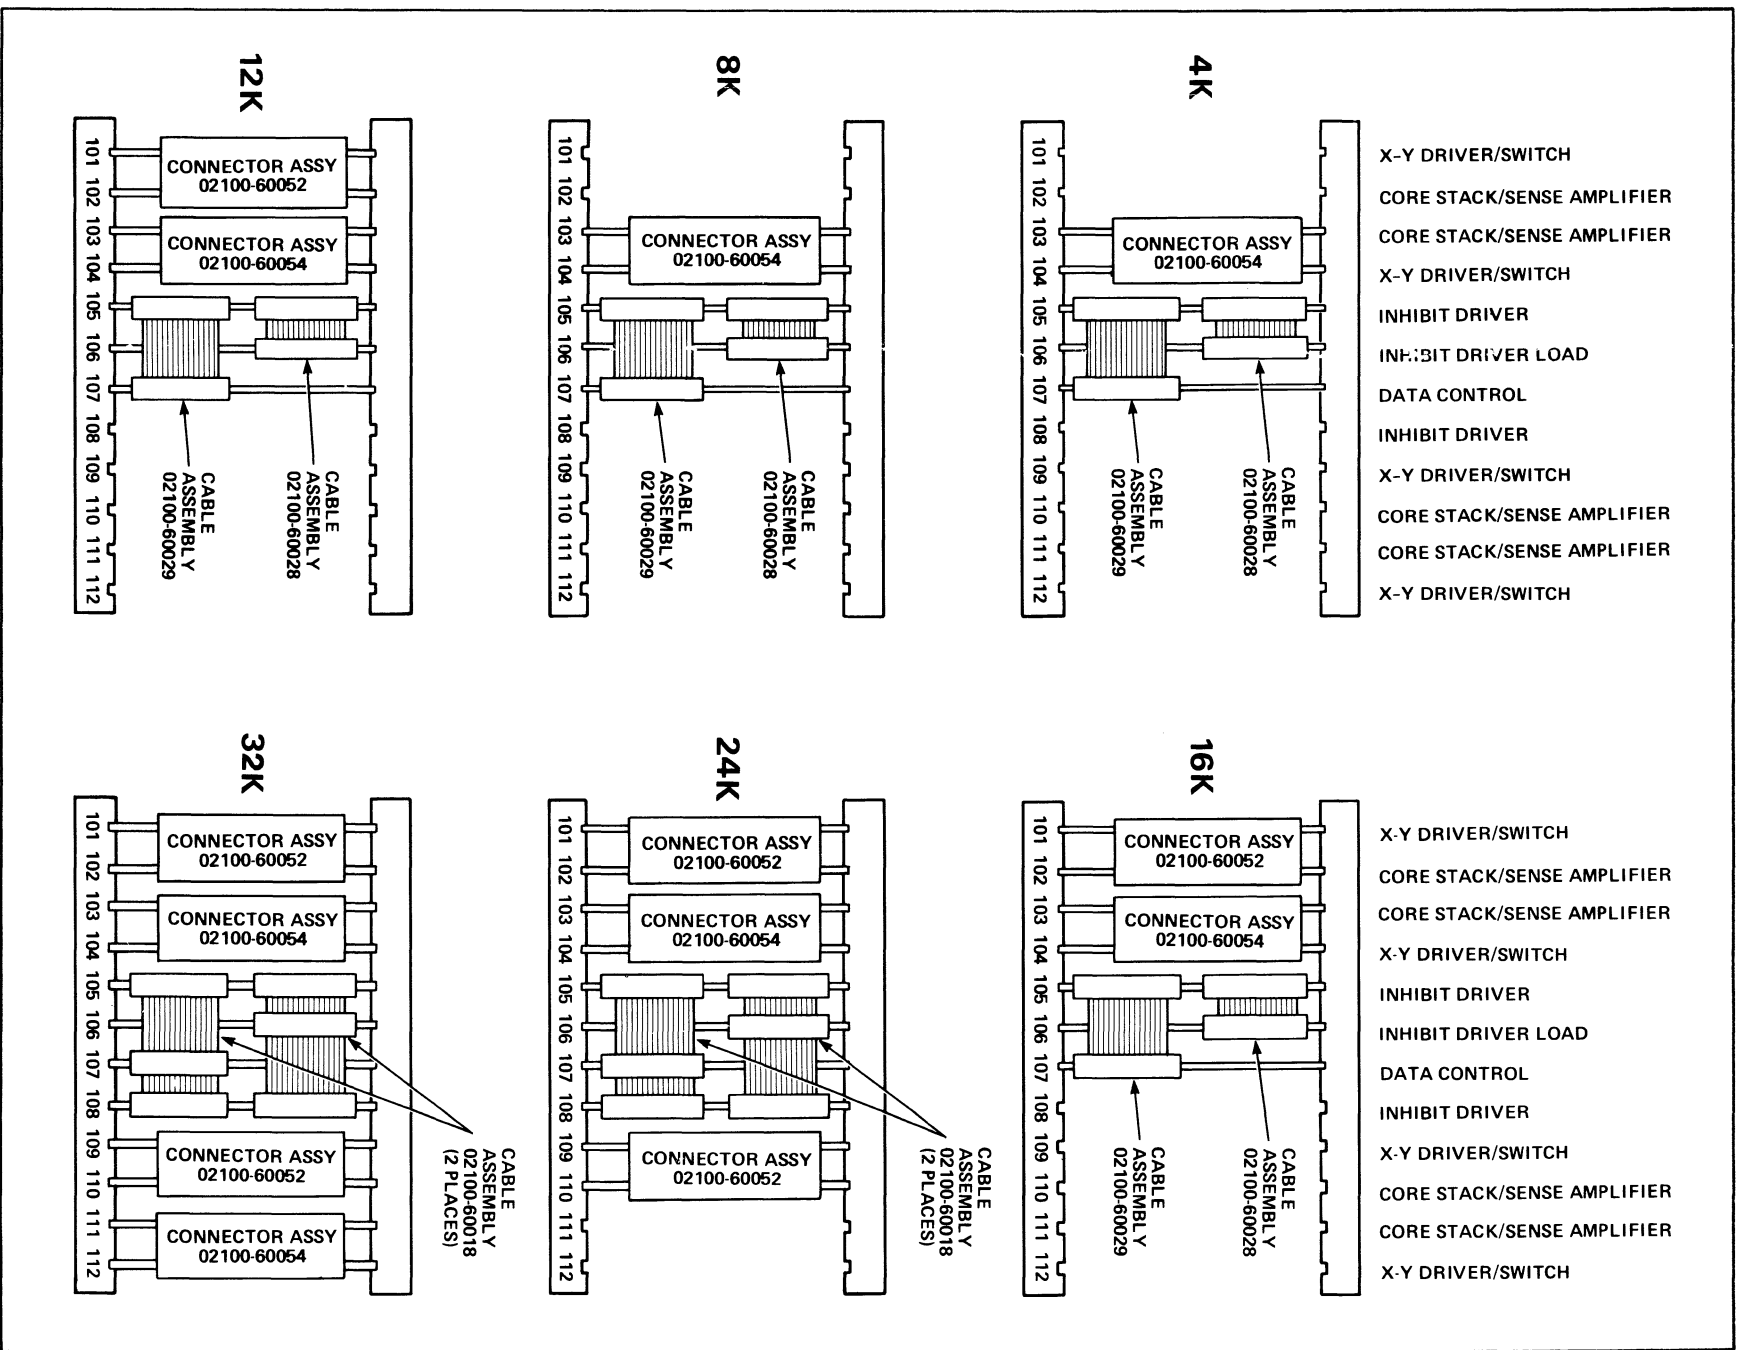 12K
101
102
103
104
105
106
107
108
109
110
111
112
CONNECTOR ASSY
02100-60052
CONNECTOR ASSY
02100-60054
CABLE
ASSEMBLY
02100-60029
CABLE
ASSEMBLY
02100-60028
8K
101
102
103
104
105
106
107
108
109
110
111
112
CONNECTOR ASSY
02100-60054
CABLE
ASSEMBLY
02100-60029
CABLE
ASSEMBLY
02100-60028
4K
101
102
103
104
105
106
107
108
109
110
111
112
CONNECTOR ASSY
02100-60054
CABLE
ASSEMBLY
02100-60029
CABLE
ASSEMBLY
02100-60028
X-Y DRIVER/SWITCH
CORE STACK/SENSE AMPLIFIER
CORE STACK/SENSE AMPLIFIER
X-Y DRIVER/SWITCH
INHIBIT DRIVER
INHIBIT DRIVER LOAD
DATA CONTROL
INHIBIT DRIVER
X-Y DRIVER/SWITCH
CORE STACK/SENSE AMPLIFIER
CORE STACK/SENSE AMPLIFIER
X-Y DRIVER/SWITCH
32K
101
102
103
104
105
106
107
108
109
110
111
112
CONNECTOR ASSY
02100-60052
CONNECTOR ASSY
02100-60054
CONNECTOR ASSY
02100-60052
CONNECTOR ASSY
02100-60054
CABLE
ASSEMBLY
02100-60018
(2 PLACES)
24K
101
102
103
104
105
106
107
108
109
110
111
112
CONNECTOR ASSY
02100-60052
CONNECTOR ASSY
02100-60054
CONNECTOR ASSY
02100-60052
CABLE
ASSEMBLY
02100-60018
(2 PLACES)
16K
101
102
103
104
105
106
107
108
109
110
111
112
CONNECTOR ASSY
02100-60052
CONNECTOR ASSY
02100-60054
CABLE
ASSEMBLY
02100-60029
CABLE
ASSEMBLY
02100-60028
X-Y DRIVER/SWITCH
CORE STACK/SENSE AMPLIFIER
CORE STACK/SENSE AMPLIFIER
X-Y DRIVER/SWITCH
INHIBIT DRIVER
INHIBIT DRIVER LOAD
DATA CONTROL
INHIBIT DRIVER
X-Y DRIVER/SWITCH
CORE STACK/SENSE AMPLIFIER
CORE STACK/SENSE AMPLIFIER
X-Y DRIVER/SWITCH